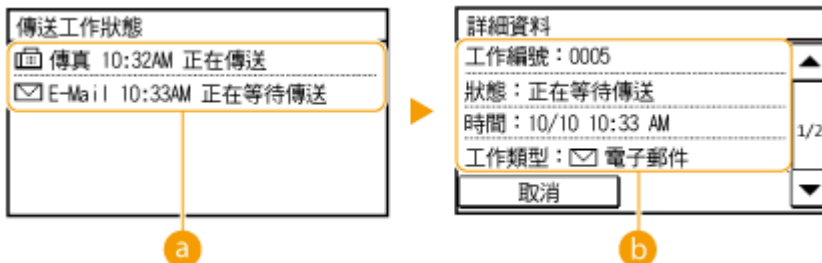 傳送工作狀態
傳真 10:32AM 正在傳送
E-Mail 10:33AM 正在等待傳送
a
詳細資料
工作編號：0005
狀態：正在等待傳送
時間：10/10 10:33 AM
工作類型： 電子郵件
1/2
取消
b